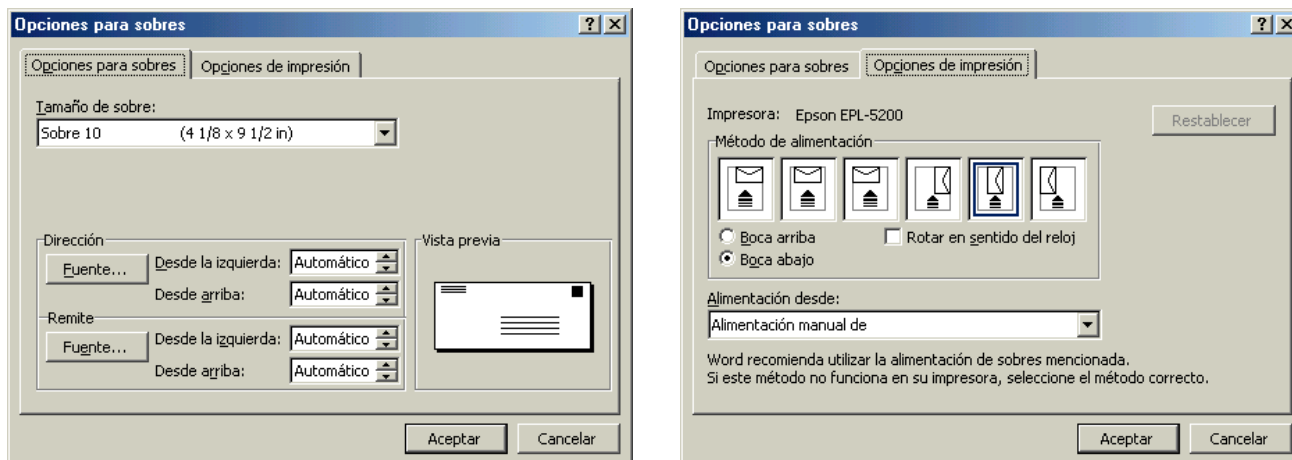 Opciones para sobres
Opciones para sobres
Opciones de impresión
Tamaño de sobre:
Sobre 10 (4 1/8 x 9 1/2 in)
Dirección
Fuente...
Desde la izquierda: Automático
Desde arriba: Automático
Remite
Fuente...
Desde la izquierda: Automático
Desde arriba: Automático
Vista previa
Aceptar
Cancelar
Opciones para sobres
Opciones para sobres
Opciones de impresión
Impresora: Epson EPL-5200
Restablecer
Método de alimentación
Boca arriba
Rotar en sentido del reloj
Boca abajo
Alimentación desde:
Alimentación manual de
Word recomienda utilizar la alimentación de sobres mencionada.
Si este método no funciona en su impresora, seleccione el método correcto.
Aceptar
Cancelar